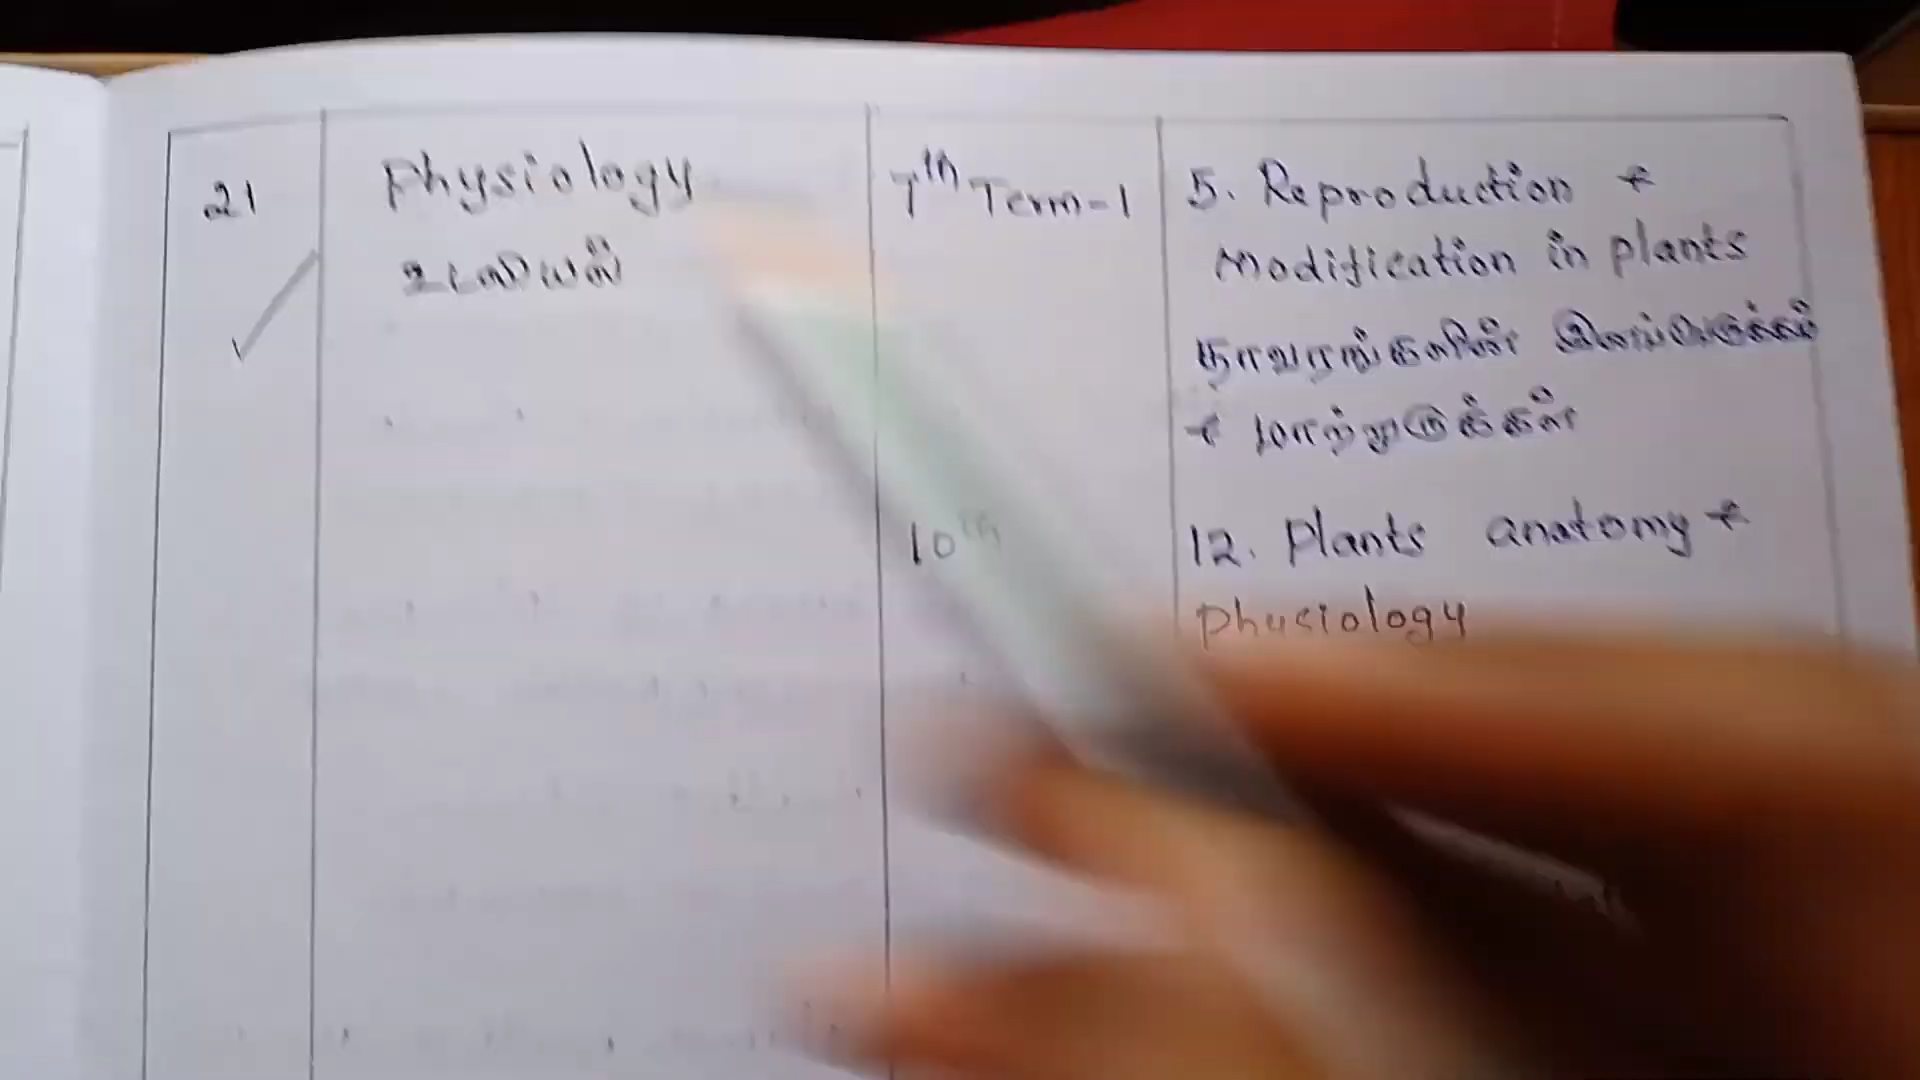 21
Physiology
உடலியல்
7th Term-1
5. Reproduction +
Modification in plants
தாவரங்களின் இனப்பெருக்கம்
+ மாற்றுருக்கள்
10th
12. Plants anatomy +
physiology